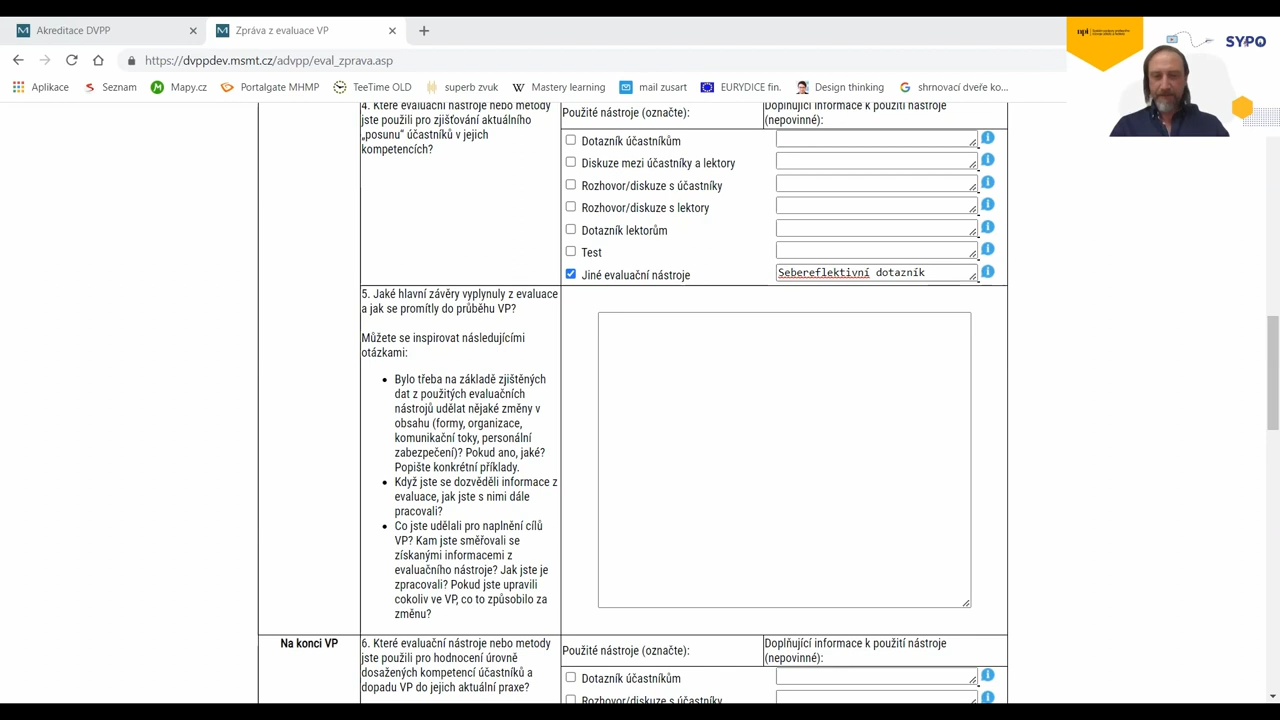 Akreditace DVPP
Zpráva z evaluace VP
https://dvppdev.msmt.cz/advpp/eval_zprava.asp
Aplikace
Seznam
Mapy.cz
Portalgate MHMP
TeeTime OLD
superb zvuk
Mastery learning
mail zusart
EURYDICE fin.
Design thinking
shrnovací dveře ko...
npi
SYPO
4. Které evaluační nástroje nebo metody
jste použili pro zjišťování aktuálního
„posunu“ účastníků v jejich
kompetencích?
Použité nástroje (označte):
Doplňující informace k použití nástroje
(nepovinné):
Dotazník účastníkům
Diskuze mezi účastníky a lektory
Rozhovor/diskuze s účastníky
Rozhovor/diskuze s lektory
Dotazník lektorům
Test
Jiné evaluační nástroje
Sebereflektivní dotazník
5. Jaké hlavní závěry vyplynuly z evaluace
a jak se promítly do průběhu VP?
Můžete se inspirovat následujícími
otázkami:
Bylo třeba na základě zjištěných
dat z použitých evaluačních
nástrojů udělat nějaké změny v
obsahu (formy, organizace,
komunikační toky, personální
zabezpečení)? Pokud ano, jaké?
Popište konkrétní příklady.
Když jste se dozvěděli informace z
evaluace, jak jste s nimi dále
pracovali?
Co jste udělali pro naplnění cílů
VP? Kam jste směřovali se
získanými informacemi z
evaluačního nástroje? Jak jste je
zpracovali? Pokud jste upravili
cokoliv ve VP, co to způsobilo za
změnu?
Na konci VP
6. Které evaluační nástroje nebo metody
jste použili pro hodnocení úrovně
dosažených kompetencí účastníků a
dopadu VP do jejich aktuální praxe?
Použité nástroje (označte):
Doplňující informace k použití nástroje
(nepovinné):
Dotazník účastníkům
Rozhovor/diskuze s účastníky